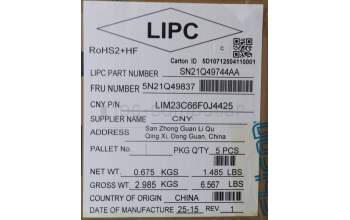 LIPC
RoHS2+HF
C
Carton ID 5D10712504110001
LIPC PART NUMBER SN21Q49744AA
FRU NUMBER 5N21Q49837
CNY P/N LIM23C66F0J4425
SUPPLIER NAME CNY
ADDRESS San Zhong Guan Li Qu
Qing Xi, Dong Guan, China
PALLET No. PKG Q'TY 5 PCS
NET WT 0.675 KGS 1.485 LBS
GROSS WT 2.985 KGS 6.567 LBS
COUNTRY OF ORIGIN CHINA
DATE OF MANUFACTURE 25-15 REV 1